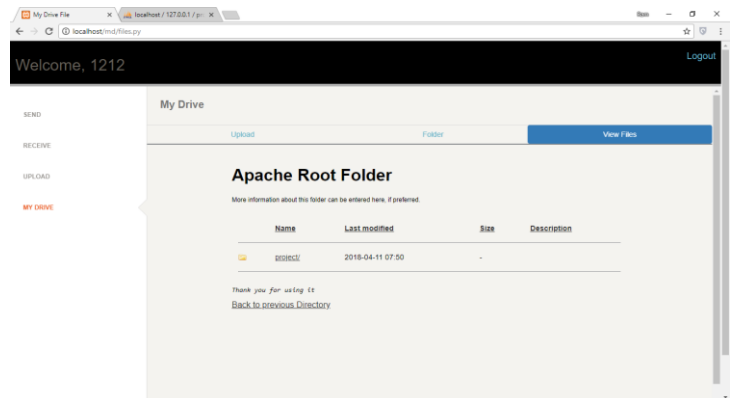 My Drive File
localhost / 127.0.0.1 / pr
localhost/md/files.py
Welcome, 1212
Logout
SEND
RECEIVE
UPLOAD
MY DRIVE
My Drive
Upload Folder View Files
Apache Root Folder
More information about this folder can be entered here, if preferred.
Name Last modified Size Description
project/ 2018-04-11 07:50 -
Thank you for using it
Back to previous Directory